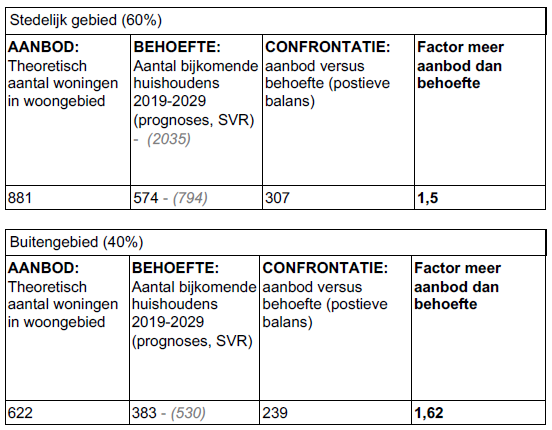 Stedelijk gebied (60%)
AANBOD:
Theoretisch
aantal woningen
in woongebied
BEHOEFTE:
Aantal bijkomende
huishoudens
2019-2029
(prognoses, SVR)
- (2035)
CONFRONTATIE:
aanbod versus
behoefte (postieve
balans)
Factor meer
aanbod dan
behoefte
881
574 - (794)
307
1,5
Buitengebied (40%)
AANBOD:
Theoretisch
aantal woningen
in woongebied
BEHOEFTE:
Aantal bijkomende
huishoudens
2019-2029
(prognoses, SVR)
CONFRONTATIE:
aanbod versus
behoefte (postieve
balans)
Factor meer
aanbod dan
behoefte
622
383 - (530)
239
1,62